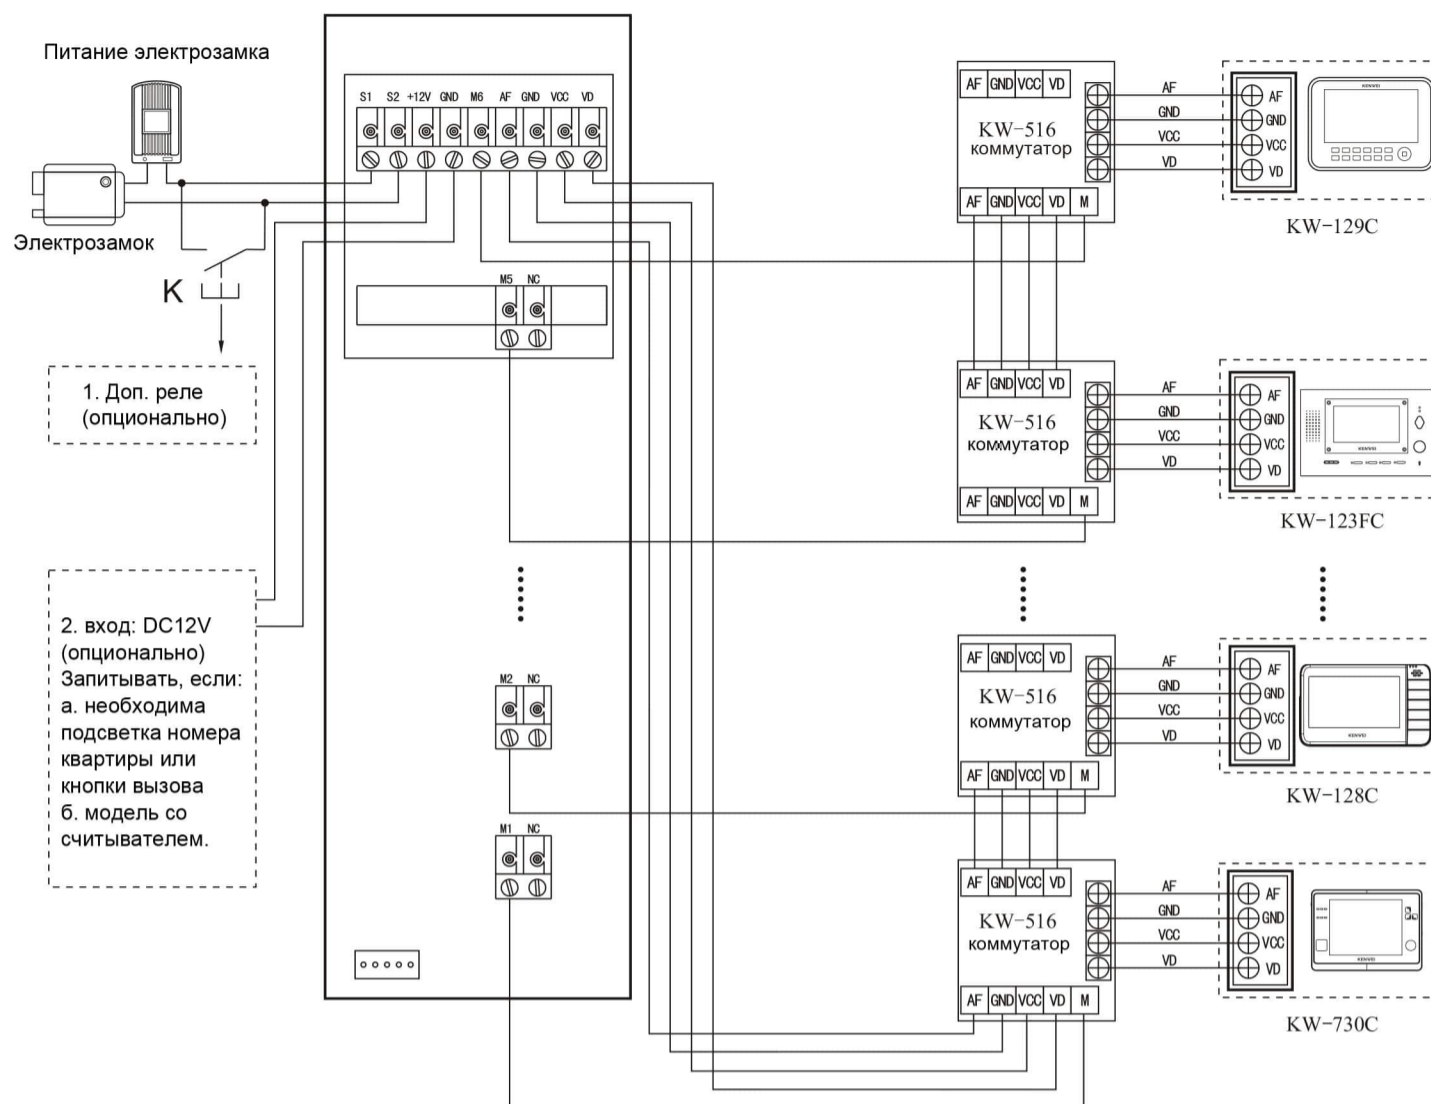 Питание электрозамка
Электрозамок
K
1. Доп. реле
(опционально)
2. вход: DC12V
(опционально)
Запитывать, если:
а. необходима
подсветка номера
квартиры или
кнопки вызова
б. модель со
считывателем.
S1 S2 +12V GND M6 AF GND VCC VD
M5 NC
M2 NC
M1 NC
AF GND VCC VD
KW-516
коммутатор
AF GND VCC VD M
AF
GND
VCC
VD
AF
GND
VCC
VD
KENWEI
KW-129C
AF GND VCC VD
KW-516
коммутатор
AF GND VCC VD M
AF
GND
VCC
VD
AF
GND
VCC
VD
KENWEI
KW-123FC
AF GND VCC VD
KW-516
коммутатор
AF GND VCC VD M
AF
GND
VCC
VD
AF
GND
VCC
VD
KENWEI
KW-128C
AF GND VCC VD
KW-516
коммутатор
AF GND VCC VD M
AF
GND
VCC
VD
AF
GND
VCC
VD
KENWEI
KW-730C